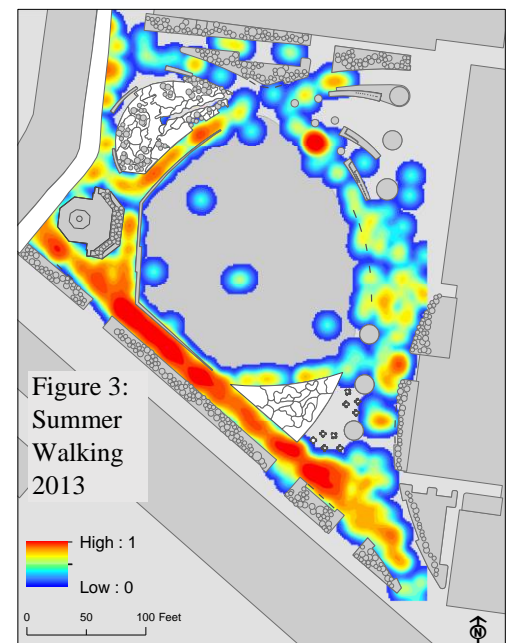 Figure 3:
Summer
Walking
2013
High : 1
Low : 0
0 50 100 Feet
N